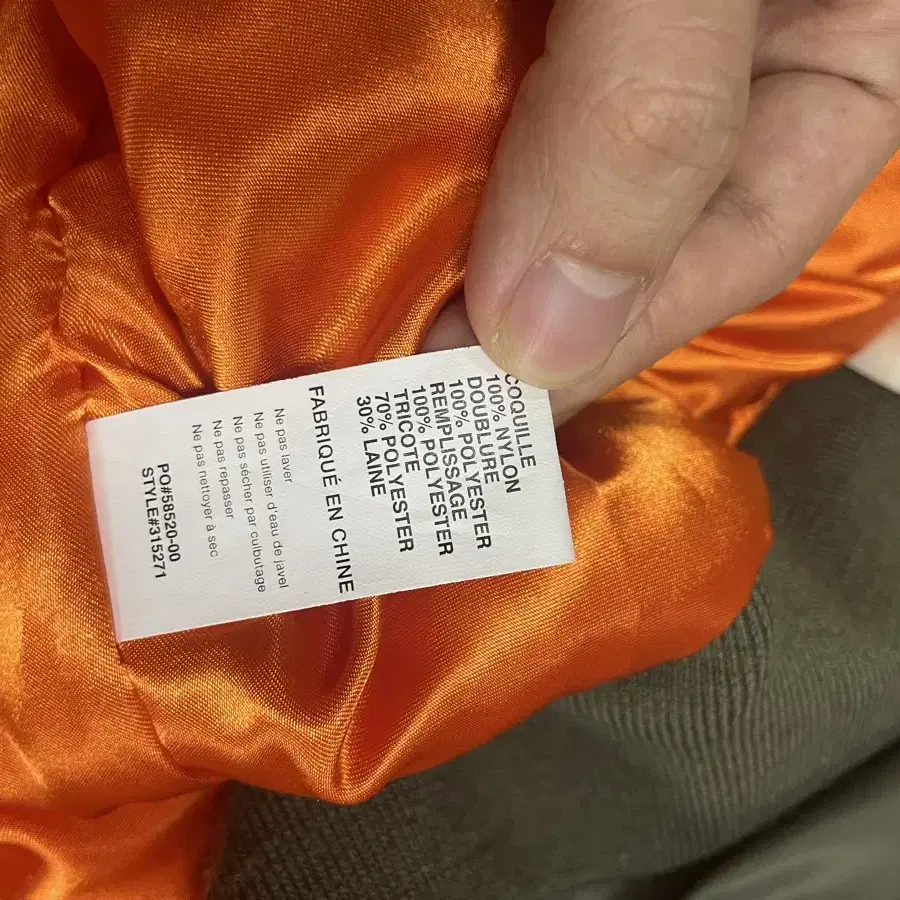 COQUILLE
100% NYLON
DOUBLURE
100% POLYESTER
REMPLISSAGE
100% POLYESTER
TRICOTE
70% POLYESTER
30% LAINE
FABRIQUÉ EN CHINE
Ne pas laver
Ne pas utiliser d'eau de javel
Ne pas sécher par culbutage
Ne pas repasser
Ne pas nettoyer à sec
PO#58520-00
STYLE#315271